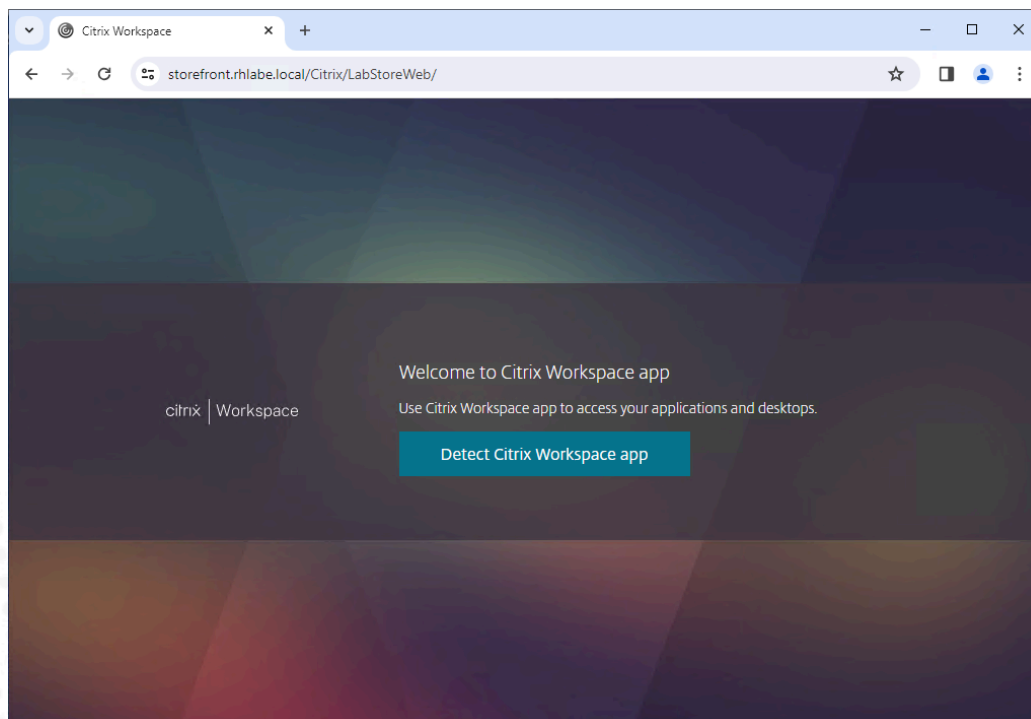 Citrix Workspace
storefront.rhlabe.local/Citrix/LabStoreWeb/
Welcome to Citrix Workspace app
Use Citrix Workspace app to access your applications and desktops.
citrix | Workspace
Detect Citrix Workspace app